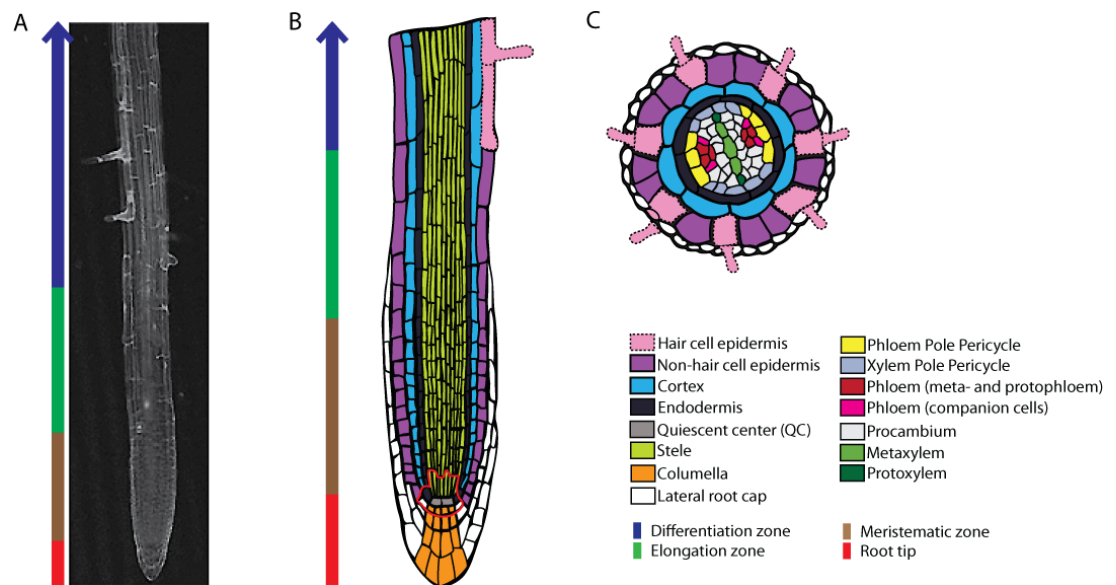 A
B
C
Hair cell epidermis
Non-hair cell epidermis
Cortex
Endodermis
Quiescent center (QC)
Stele
Columella
Lateral root cap
Phloem Pole Pericycle
Xylem Pole Pericycle
Phloem (meta- and protophloem)
Phloem (companion cells)
Procambium
Metaxylem
Protoxylem
Differentiation zone
Elongation zone
Meristematic zone
Root tip